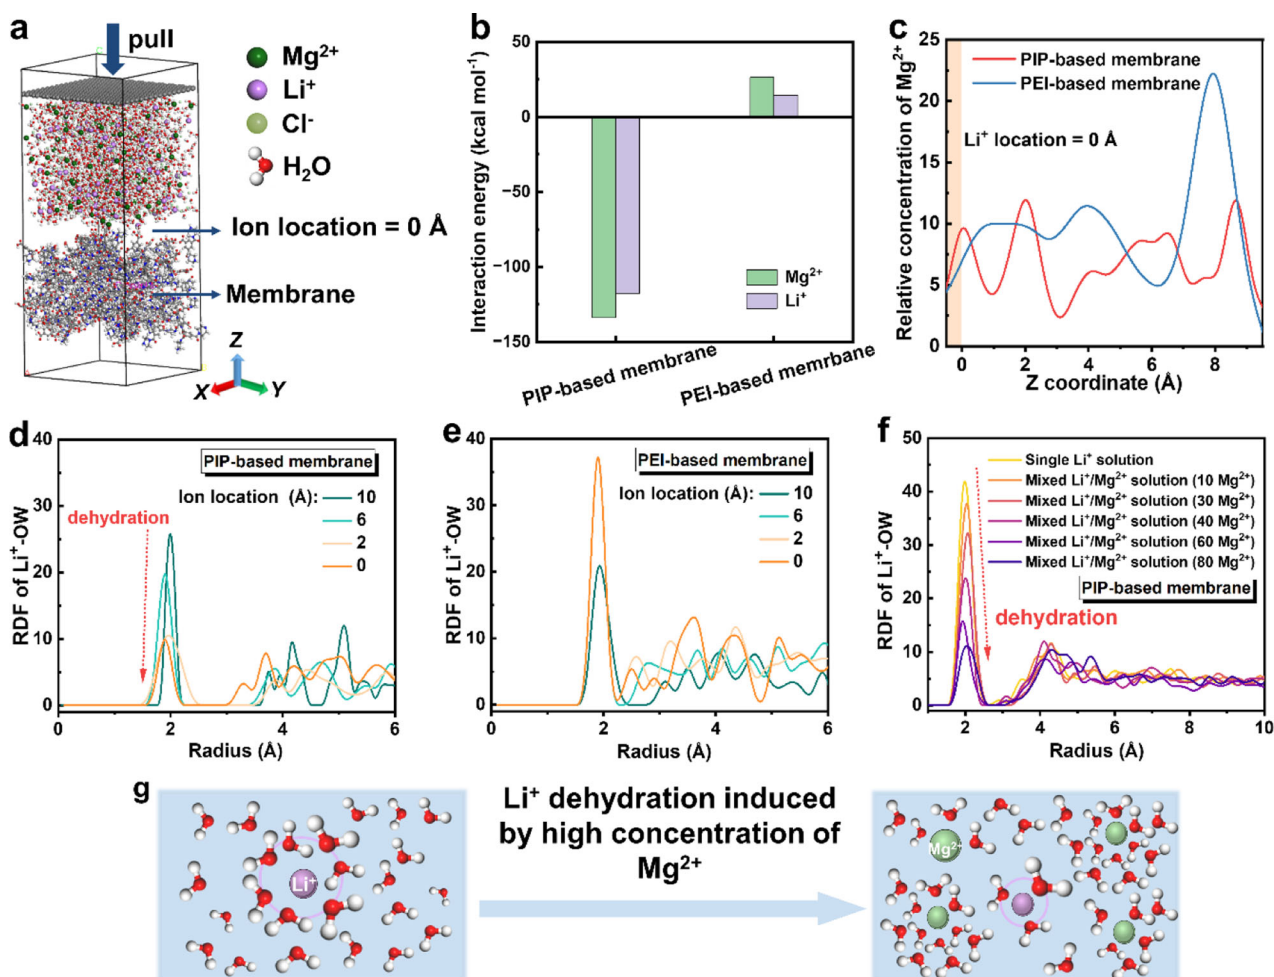 a
pull
Mg²⁺
Li⁺
Cl⁻
H₂O
Ion location = 0 Å
Membrane
Z
X
Y
b
Interaction energy (kcal mol⁻¹)
50
0
−50
−100
−150
Mg²⁺
Li⁺
PIP-based membrane
PEI-based memrbane
c
Relative concentration of Mg²⁺
25
20
15
10
5
0
PIP-based membrane
PEI-based membrane
Li⁺ location = 0 Å
0 2 4 6 8
Z coordinate (Å)
d
RDF of Li⁺-OW
40
30
20
10
0
PIP-based membrane
Ion location (Å):
10
6
2
0
dehydration
0 2 4 6
Radius (Å)
e
RDF of Li⁺-OW
40
30
20
10
0
PEI-based membrane
Ion location (Å):
10
6
2
0
0 2 4 6
Radius (Å)
f
RDF of Li⁺-OW
50
40
30
20
10
0
Single Li⁺ solution
Mixed Li⁺/Mg²⁺ solution (10 Mg²⁺)
Mixed Li⁺/Mg²⁺ solution (30 Mg²⁺)
Mixed Li⁺/Mg²⁺ solution (40 Mg²⁺)
Mixed Li⁺/Mg²⁺ solution (60 Mg²⁺)
Mixed Li⁺/Mg²⁺ solution (80 Mg²⁺)
PIP-based membrane
dehydration
2 4 6 8 10
Radius (Å)
g
Li⁺
Li⁺ dehydration induced
by high concentration of
Mg²⁺
Mg²⁺